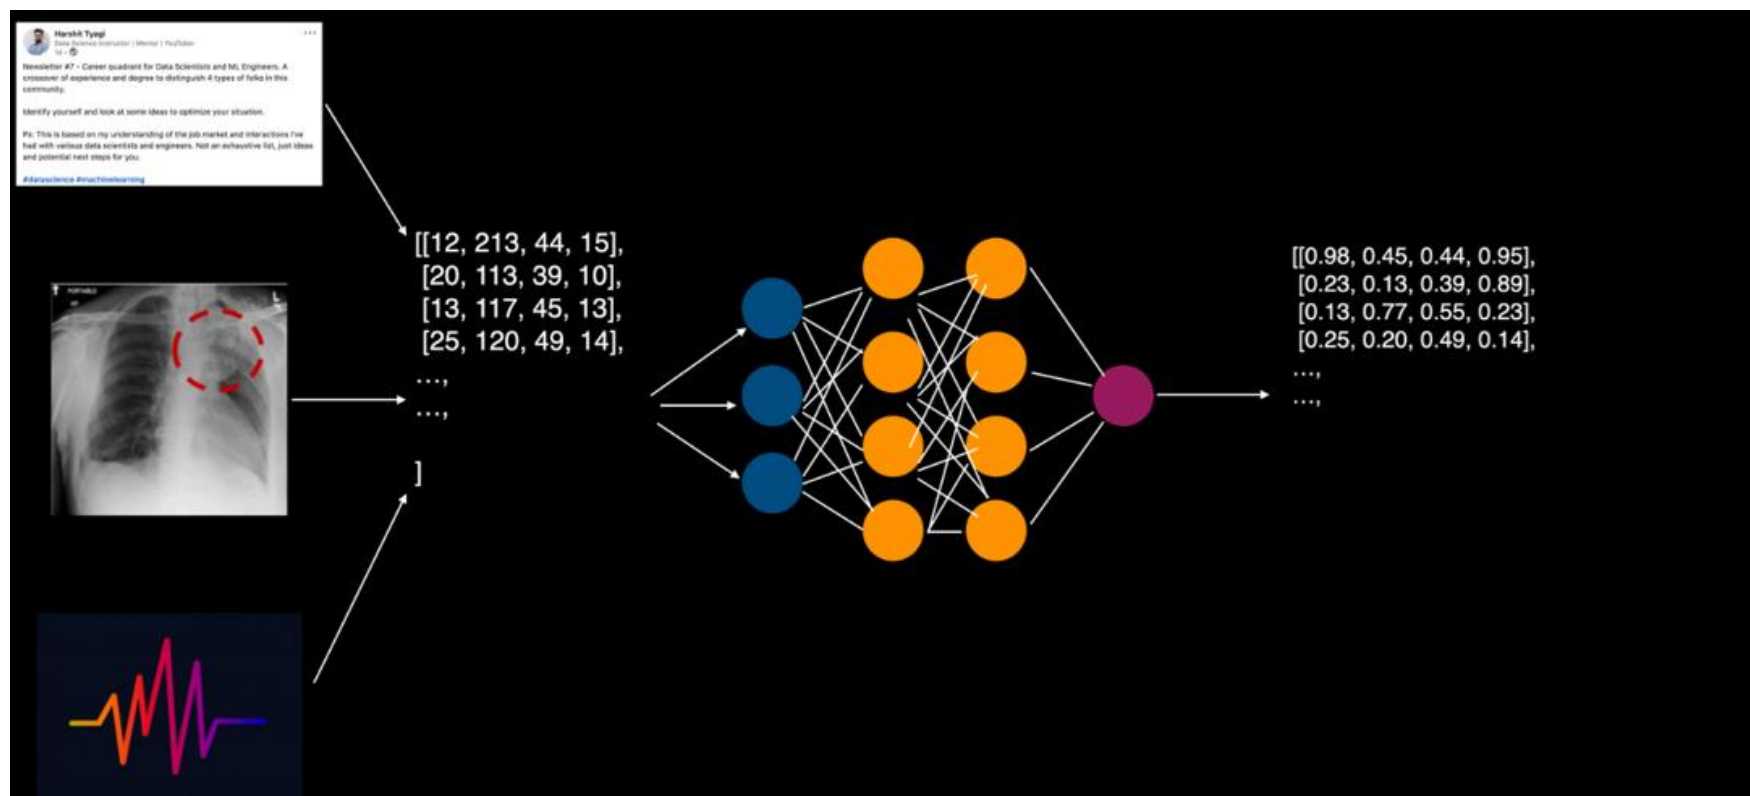 Harshit Tyagi
Data Science Instructor | Mentor | YouTuber
1d •
Newsletter #7 - Career quadrant for Data Scientists and ML Engineers. A
crossover of experience and degree to distinguish 4 types of folks in this
community.
Identify yourself and look at some ideas to optimize your situation.
Ps: This is based on my understanding of the job market and interactions I've
had with various data scientists and engineers. Not an exhaustive list, just ideas
and potential next steps for you.
#datascience #machinelearning
PORTABLE
L
[[12, 213, 44, 15],
[20, 113, 39, 10],
[13, 117, 45, 13],
[25, 120, 49, 14],
...,
...,
]
[[0.98, 0.45, 0.44, 0.95],
[0.23, 0.13, 0.39, 0.89],
[0.13, 0.77, 0.55, 0.23],
[0.25, 0.20, 0.49, 0.14],
...,
...,